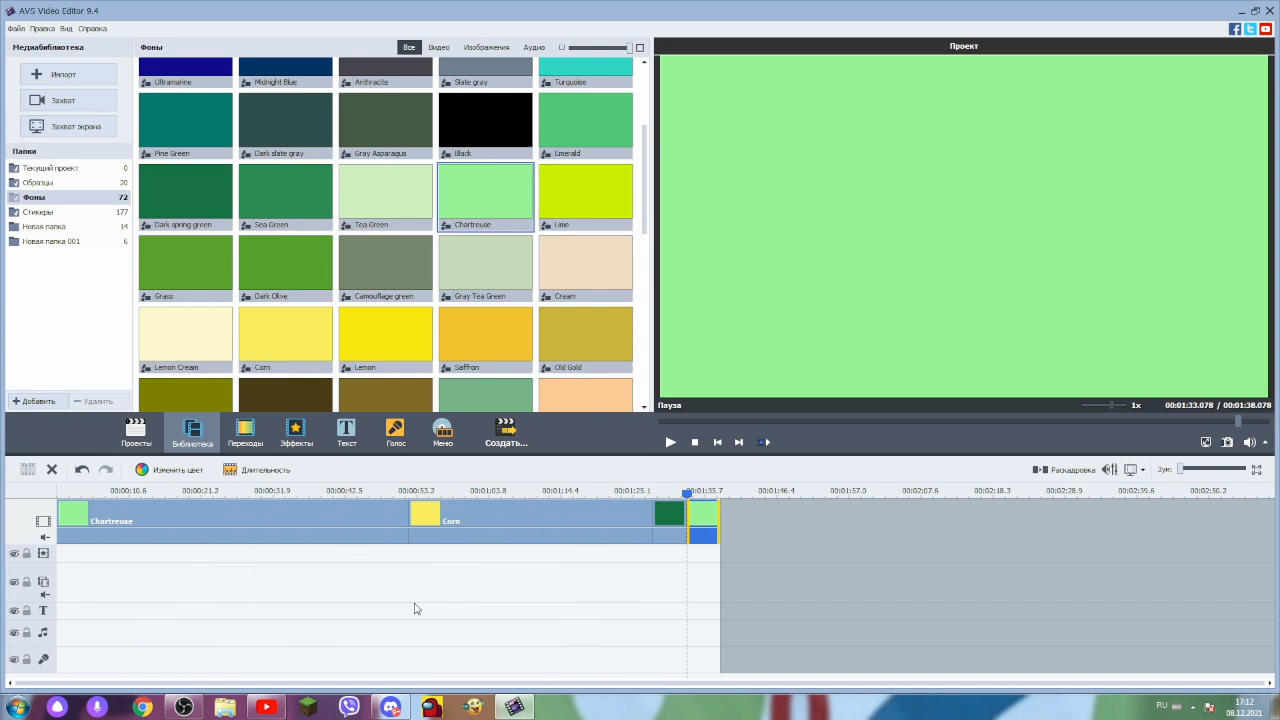 AVS Video Editor 9.4
Файл Правка Вид Справка
Медиабиблиотека
Фоны
Все Видео Изображения Аудио
Проект
Импорт
Захват
Захват экрана
Папки
Текущий проект 0
Образцы 20
Фоны 72
Стикеры 177
Новая папка 14
Новая папка 001 6
Добавить Удалить
Ultramarine Midnight Blue Anthracite Slate gray Turquoise
Pine Green Dark slate gray Gray Asparagus Black Emerald
Dark spring green Sea Green Tea Green Chartreuse Lime
Grass Dark Olive Camouflage green Gray Tea Green Cream
Lemon Cream Corn Lemon Saffron Old Gold
Пауза 1x 00:01:33.078 / 00:01:38.078
Проекты Библиотека Переходы Эффекты Текст Голос Меню Создать...
Изменить цвет Длительность Раскадровка Зум:
00:00:10.6 00:00:21.2 00:00:31.9 00:00:42.5 00:00:53.2 00:01:03.8 00:01:14.4 00:01:25.1 00:01:35.7 00:01:46.4 00:01:57.0 00:02:07.6 00:02:18.3 00:02:28.9 00:02:39.6 00:02:50.2
Chartreuse Corn
T
RU 17:12
08.12.2021